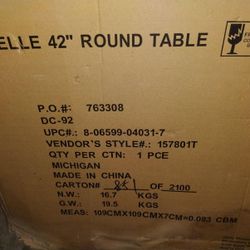 ELLE 42" ROUND TABLE
P.O.#: 763308
DC-92
UPC#: 8-06599-04031-7
VENDOR'S STYLE#: 157801T
QTY PER CTN: 1 PCE
MICHIGAN
MADE IN CHINA
CARTON# 851 OF 2100
N.W.: 16.7 KGS
G.W.: 19.5 KGS
MEAS: 109CMX109CMX7CM=0.083 CBM